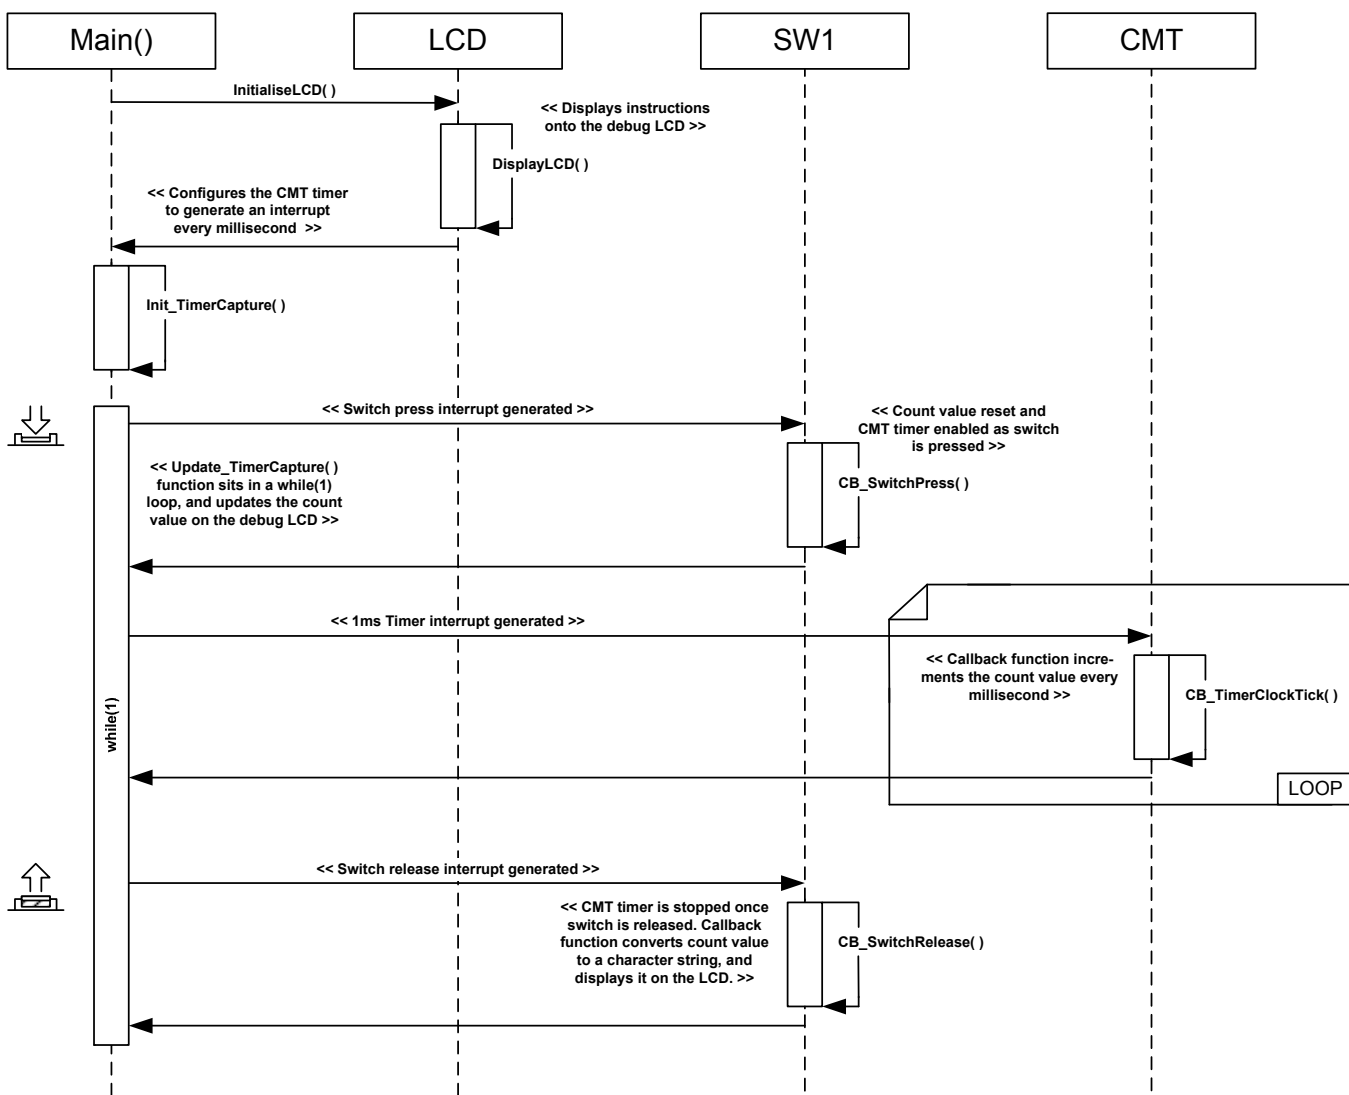 Main()
LCD
SW1
CMT
InitialiseLCD( )
<< Displays instructions
onto the debug LCD >>
DisplayLCD( )
<< Configures the CMT timer
to generate an interrupt
every millisecond >>
Init_TimerCapture( )
<< Switch press interrupt generated >>
<< Count value reset and
CMT timer enabled as switch
is pressed >>
<< Update_TimerCapture( )
function sits in a while(1)
loop, and updates the count
value on the debug LCD >>
CB_SwitchPress( )
<< 1ms Timer interrupt generated >>
<< Callback function incre-
ments the count value every
millisecond >>
CB_TimerClockTick( )
while(1)
LOOP
<< Switch release interrupt generated >>
<< CMT timer is stopped once
switch is released. Callback
function converts count value
to a character string, and
displays it on the LCD. >>
CB_SwitchRelease( )